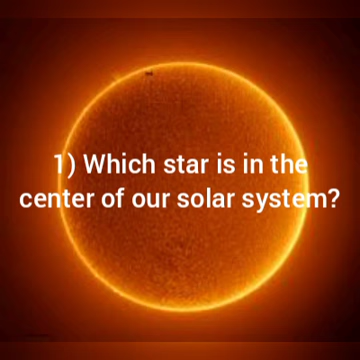 1) Which star is in the
center of our solar system?